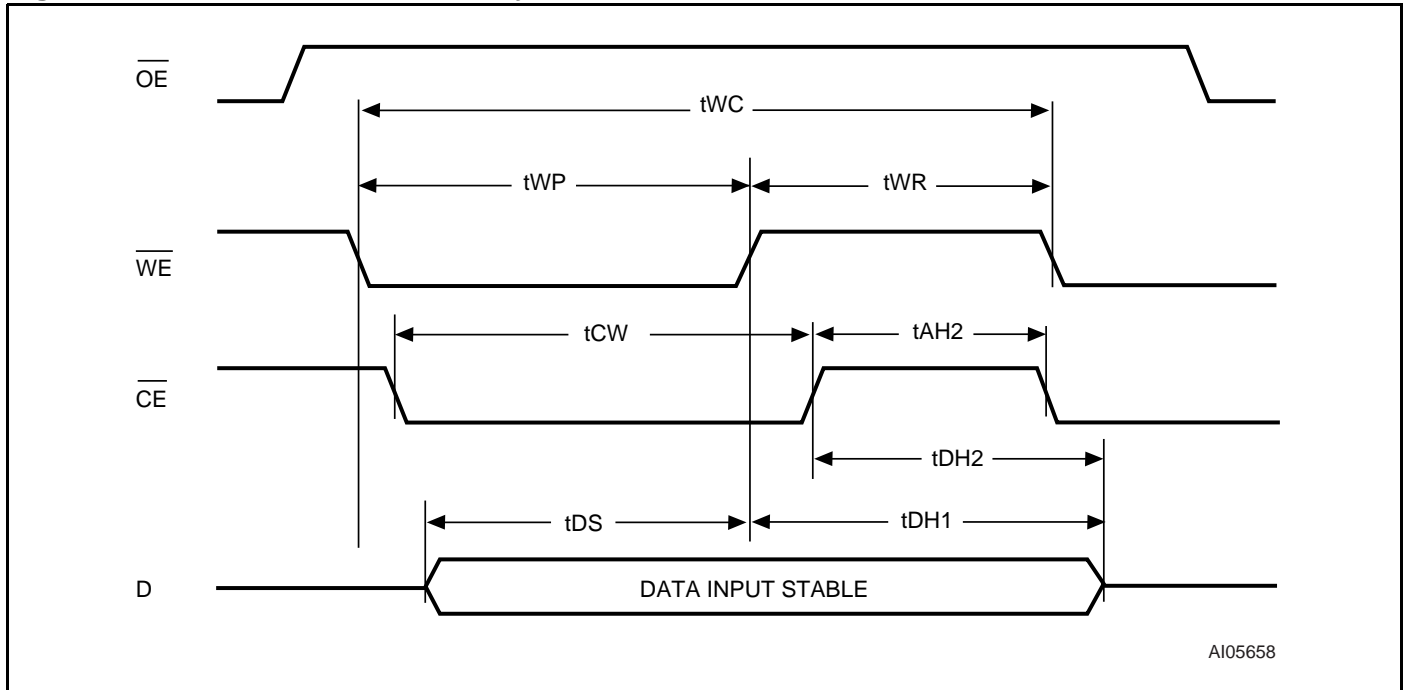 OE
tWC
tWP
tWR
WE
tCW
tAH2
CE
tDH2
tDS
tDH1
D
DATA INPUT STABLE
AI05658